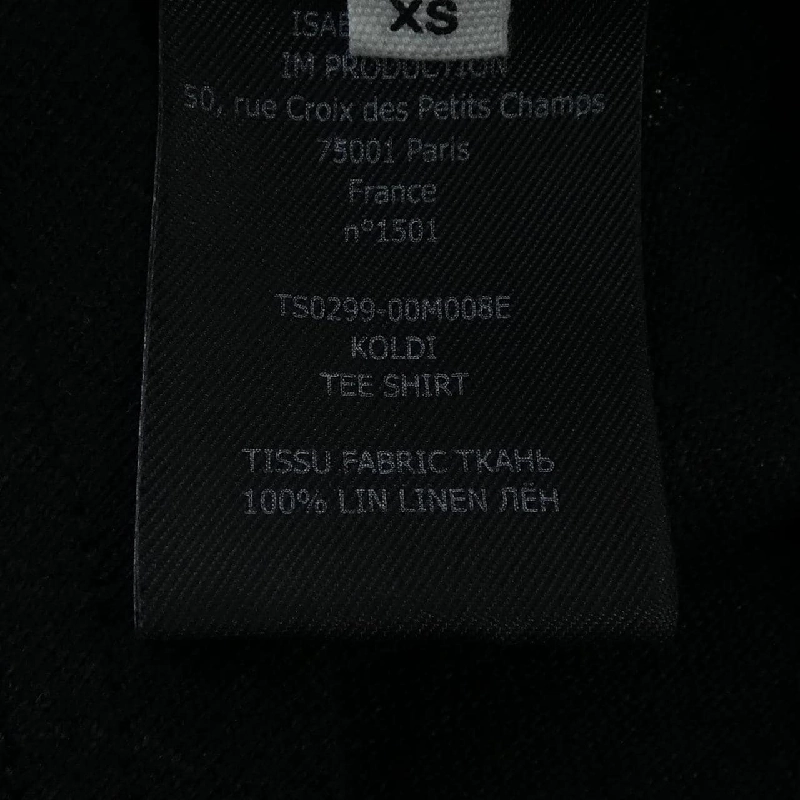 XS
IM PRODUCTION
50, rue Croix des Petits Champs
75001 Paris
France
n°1501
TS0299-00M008E
KOLDI
TEE SHIRT
TISSU FABRIC ТКАНЬ
100% LIN LINEN ЛЁН